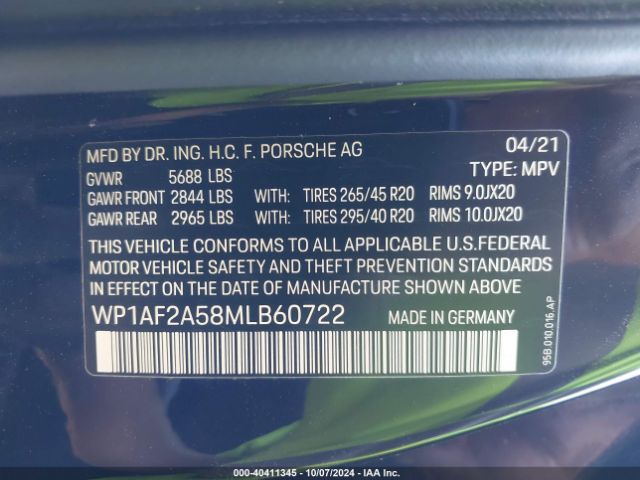 MFD BY DR. ING. H.C. F. PORSCHE AG 04/21
GVWR 5688 LBS TYPE: MPV
GAWR FRONT 2844 LBS WITH: TIRES 265/45 R20 RIMS 9.0JX20
GAWR REAR 2965 LBS WITH: TIRES 295/40 R20 RIMS 10.0JX20
THIS VEHICLE CONFORMS TO ALL APPLICABLE U.S.FEDERAL
MOTOR VEHICLE SAFETY AND THEFT PREVENTION STANDARDS
IN EFFECT ON THE DATE OF MANUFACTURE SHOWN ABOVE.
WP1AF2A58MLB60722 MADE IN GERMANY
95B.010.016.AP
000-40411345 - 10/07/2024 - IAA Inc.